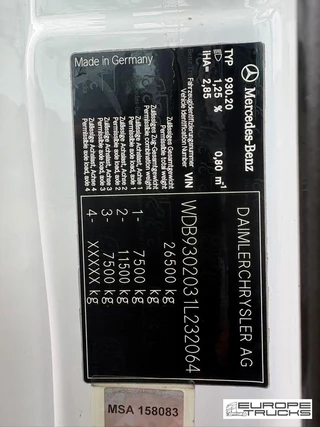 Mercedes-Benz
DAIMLERCHRYSLER AG
TYP 930.20
1,25 % 0,80 m³
IHA= 2,85
Fahrzeugidentifizierungsnummer
Vehicle Identification Number
VIN WDB9302031L232064
Zulässiges Gesamtgewicht
Permissible total weight
26500 kg
Permissible combination weight
kg
Zulässige Achslast, Achse 1
Permissible axle load, axle 1
1- 7500 kg
Zulässige Achslast, Achse 2
Permissible axle load, axle 2
2- 11500 kg
Zulässige Achslast, Achse 3
Permissible axle load, axle 3
3- 7500 kg
Zulässige Achslast, Achse 4
Permissible axle load, axle 4
4- XXXXX kg
Made in Germany
MSA 158083
EUROPE
TRUCKS